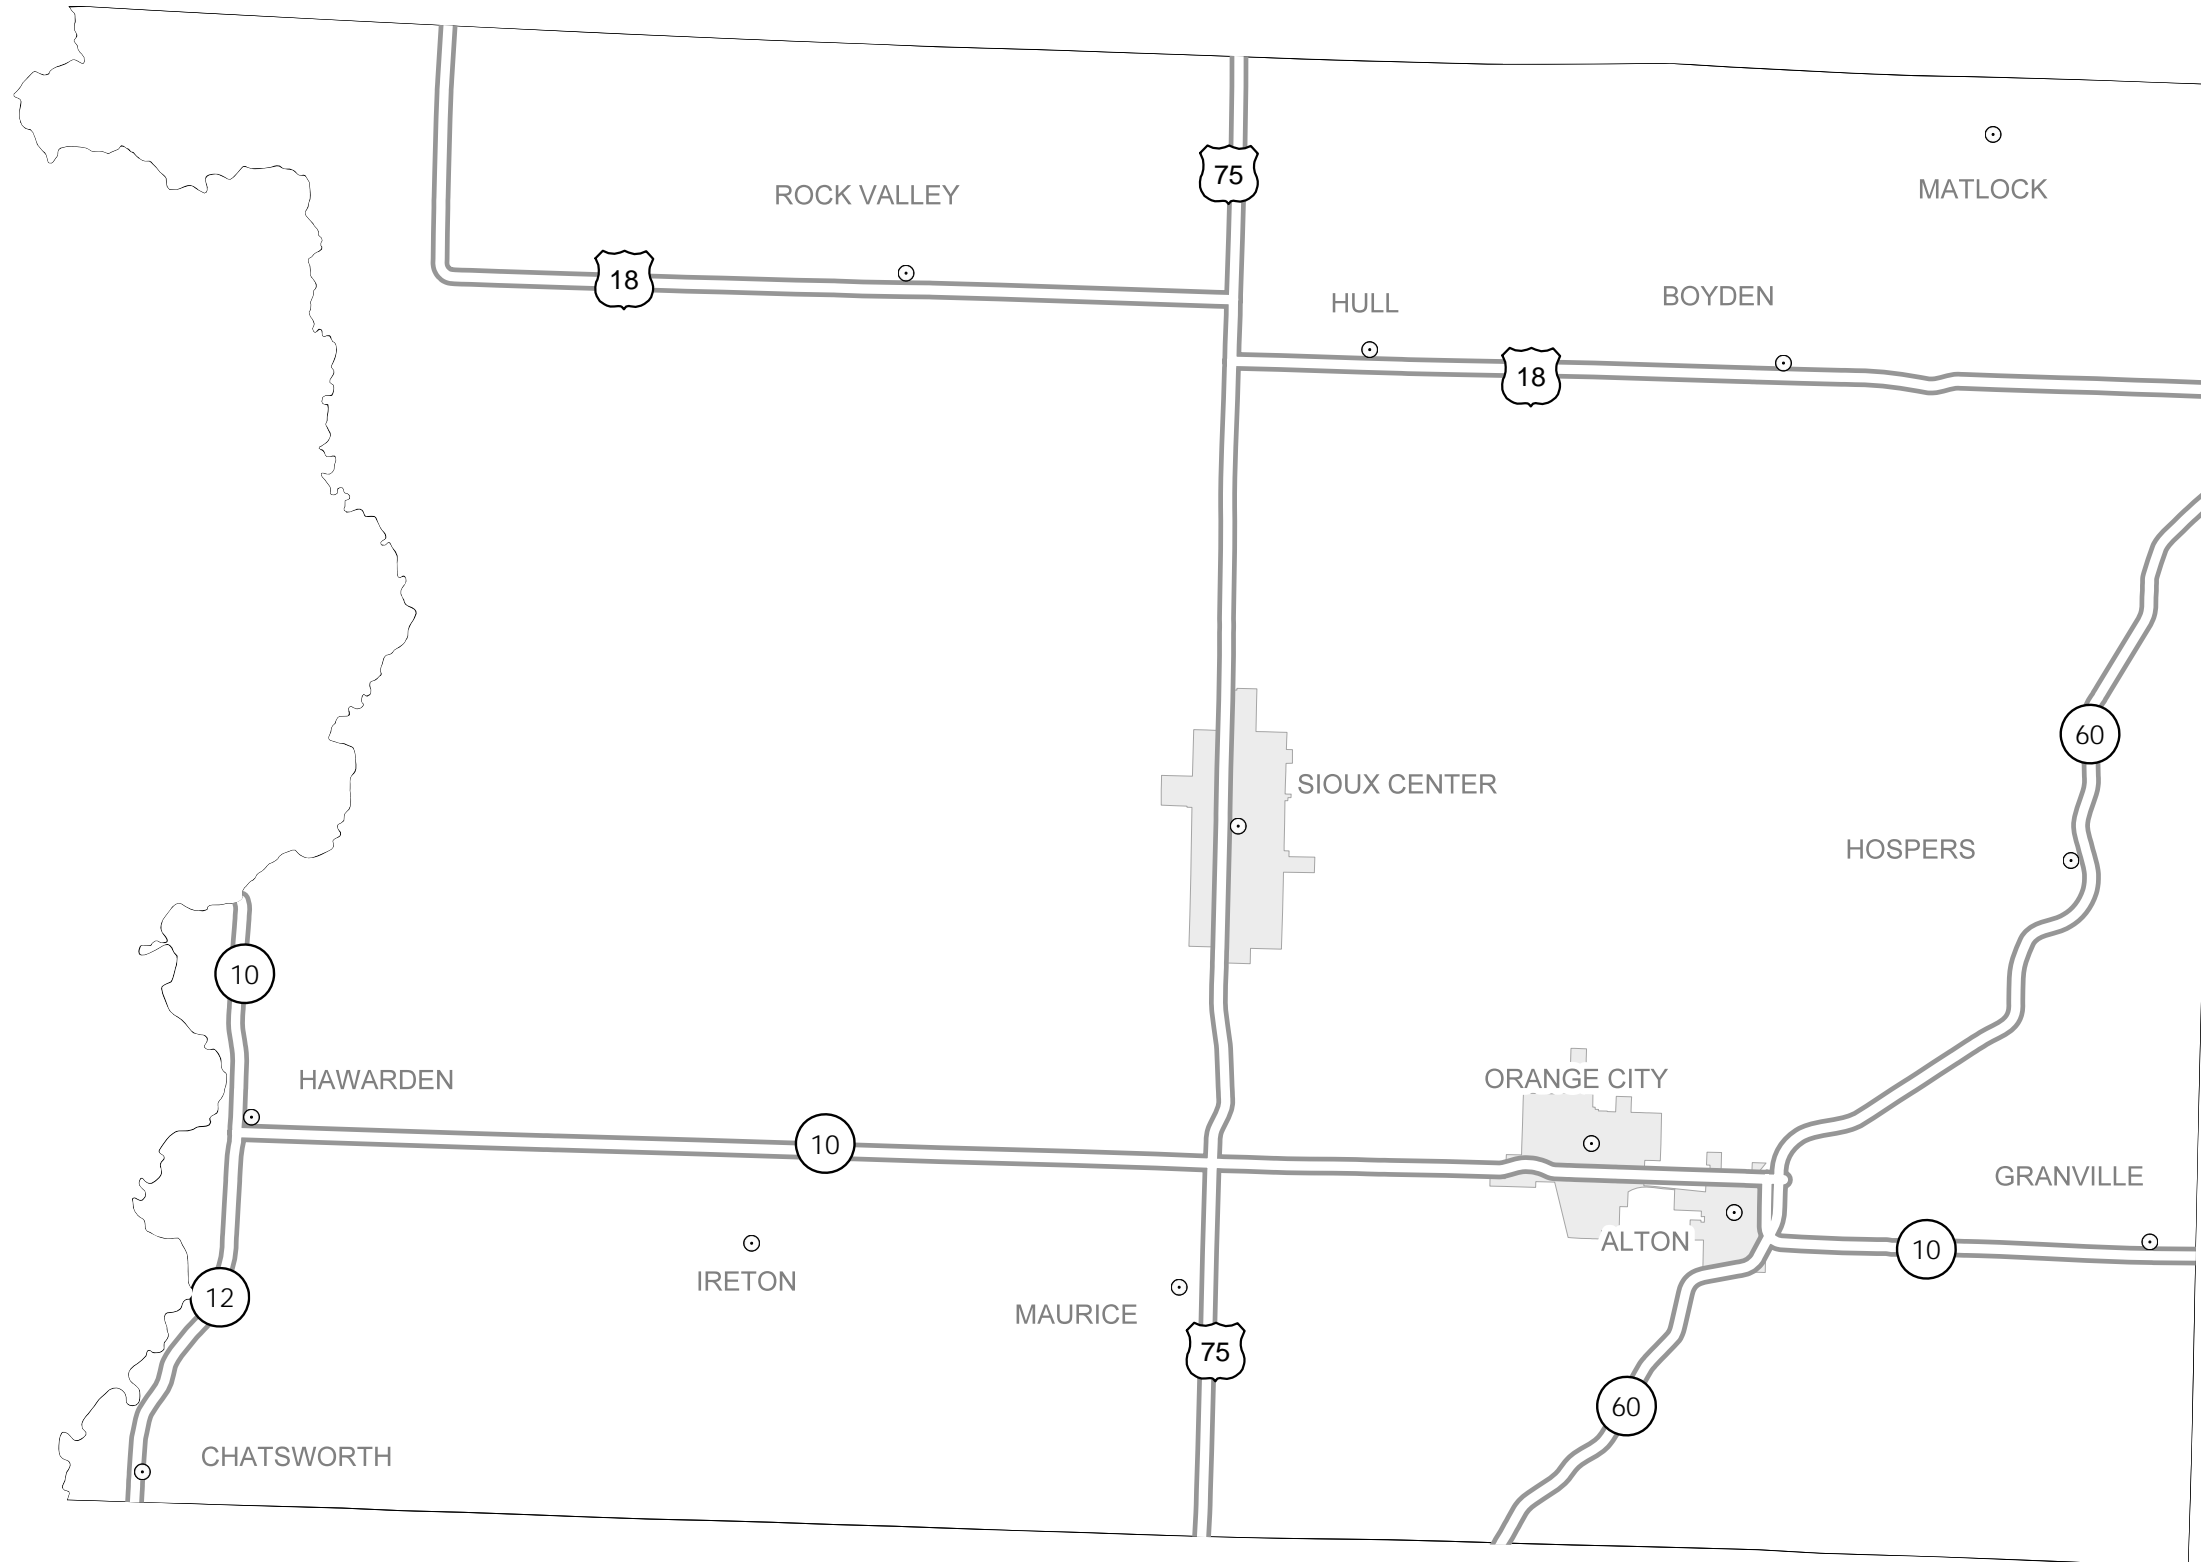 75
MATLOCK
ROCK VALLEY
18
BOYDEN
HULL
18
60
SIOUX CENTER
HOSPERS
10
HAWARDEN
ORANGE CITY
10
GRANVILLE
ALTON
10
IRETON
12
MAURICE
75
60
CHATSWORTH